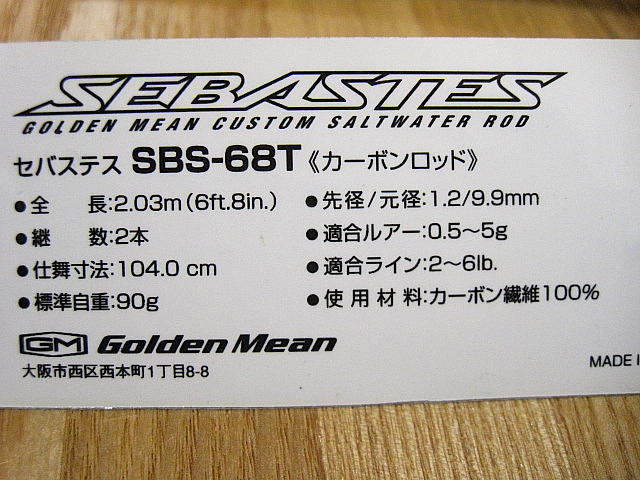 SEBASTES
GOLDEN MEAN CUSTOM SALTWATER ROD
セバステス SBS-68T《カーボンロッド》
●全 長:2.03m(6ft.8in.)
●継 数:2本
●仕舞寸法:104.0 cm
●標準自重:90g
●先径/元径:1.2/9.9mm
●適合ルアー:0.5〜5g
●適合ライン:2〜6lb.
●使用材料:カーボン繊維100%
GM Golden Mean
大阪市西区西本町1丁目8-8
MADE